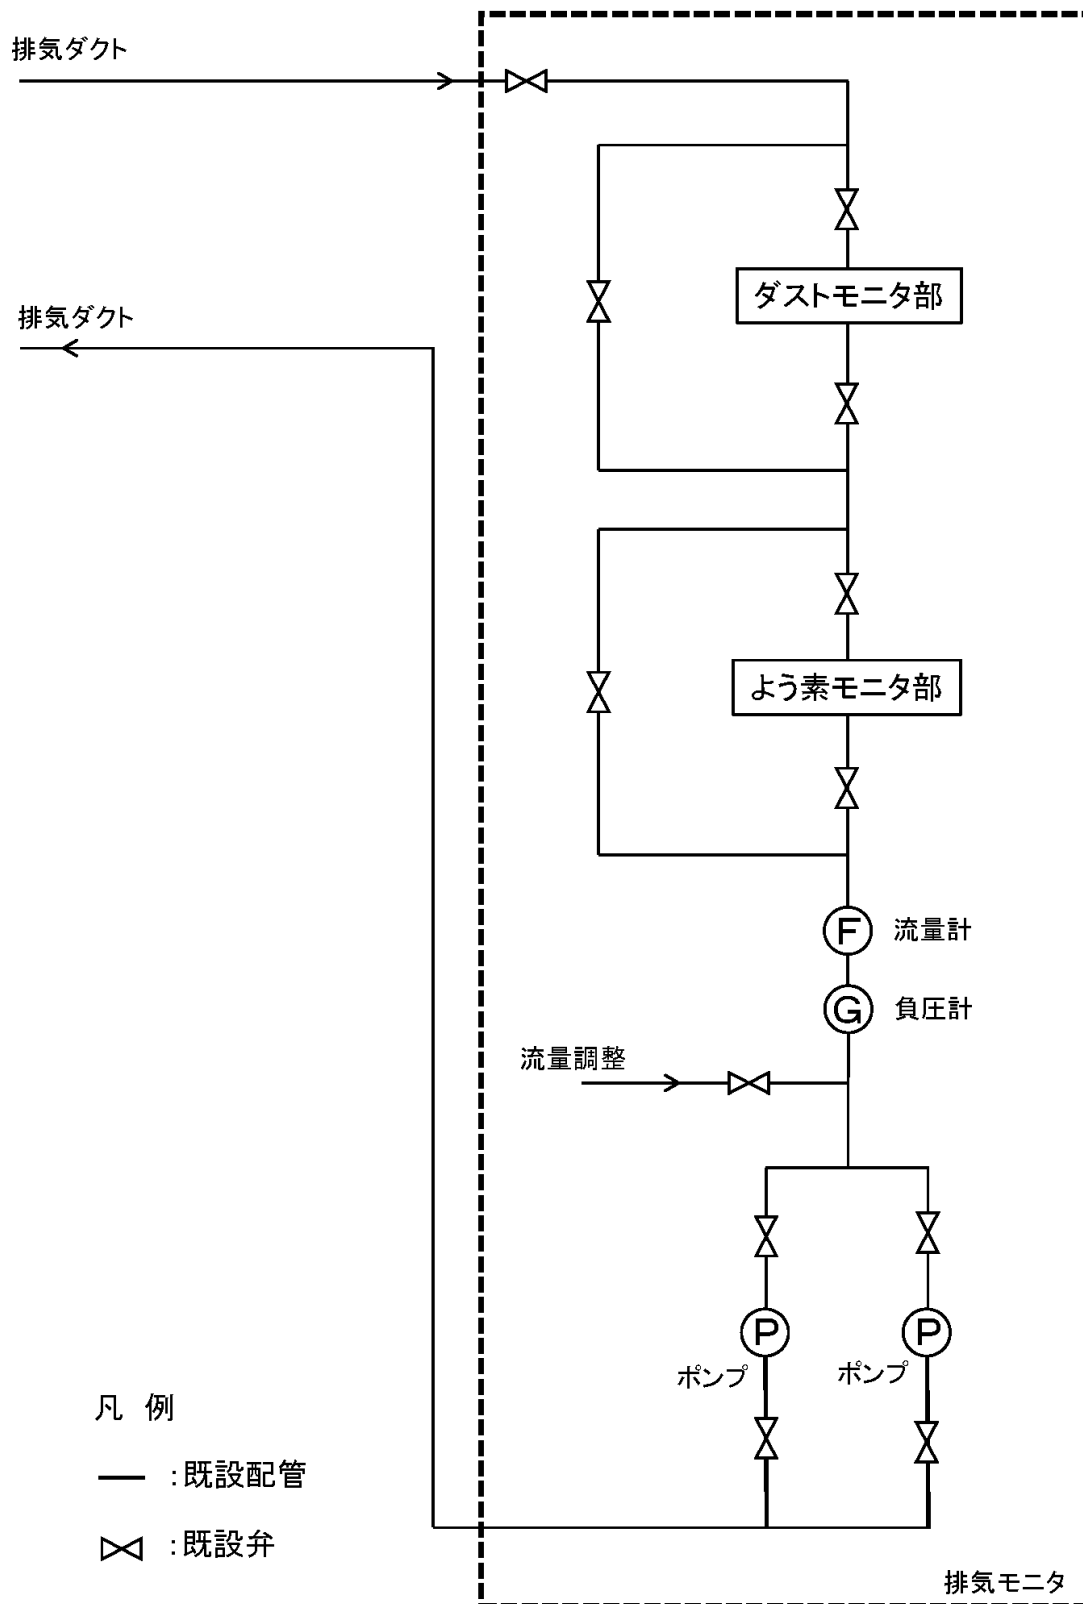 排気ダクト
ダストモニタ部
排気ダクト
よう素モニタ部
F 流量計
G 負圧計
流量調整
P P
ポンプ ポンプ
凡 例
:既設配管
:既設弁
排気モニタ